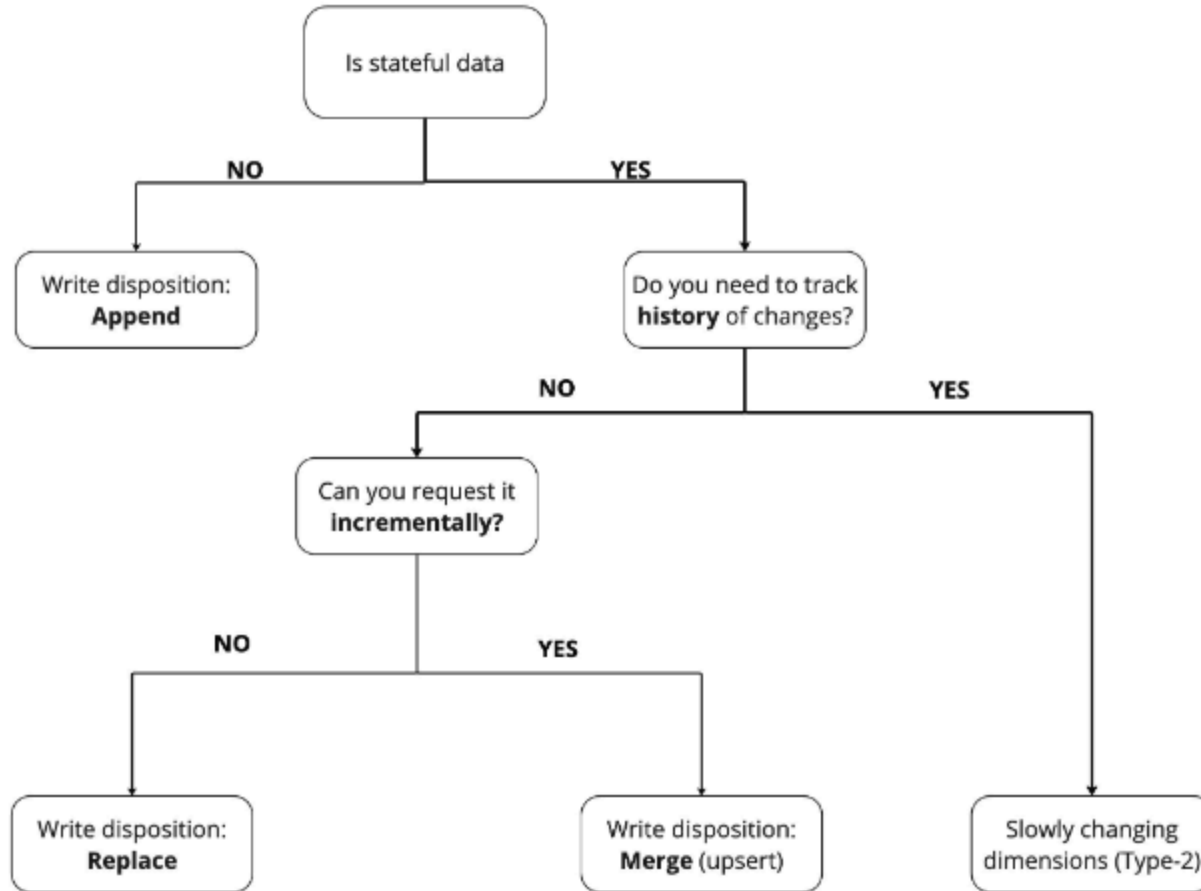 Is stateful data
NO
YES
Write disposition:
Append
Do you need to track
history of changes?
NO
YES
Can you request it
incrementally?
NO
YES
Write disposition:
Replace
Write disposition:
Merge (upsert)
Slowly changing
dimensions (Type-2)